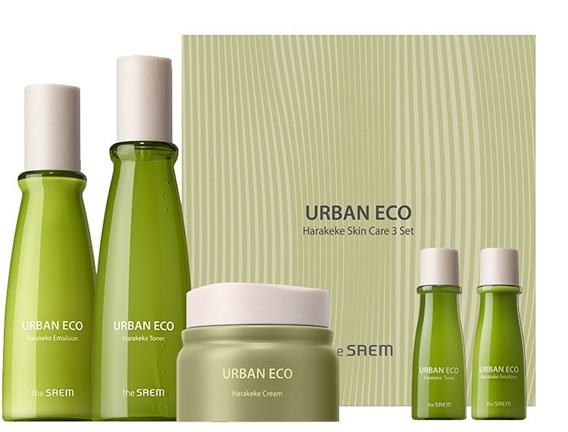 URBAN ECO
Harakeke Skin Care 3 Set
e SAEM
URBAN ECO
Harakeke Emulsion
the SAEM
URBAN ECO
Harakeke Toner
the SAEM
URBAN ECO
Harakeke Cream
URBAN ECO
Harakeke Toner
the SAEM
URBAN ECO
Harakeke Emulsion
the SAEM